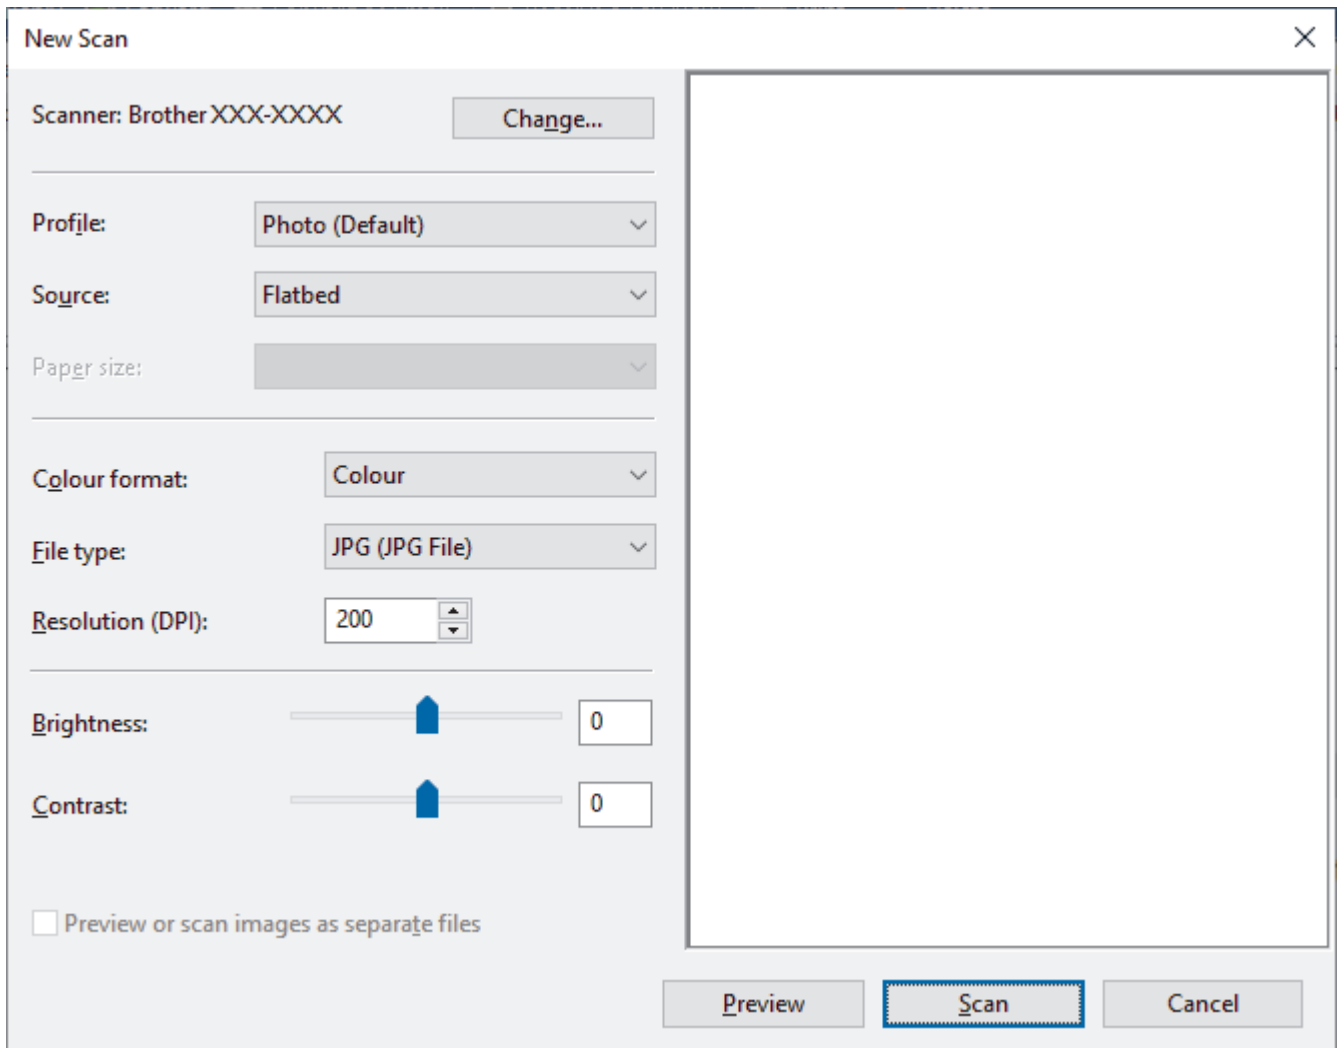 New Scan
Scanner: Brother XXX-XXXX
Change...
Profile: Photo (Default)
Source: Flatbed
Paper size:
Colour format: Colour
File type: JPG (JPG File)
Resolution (DPI): 200
Brightness: 0
Contrast: 0
Preview or scan images as separate files
Preview Scan Cancel